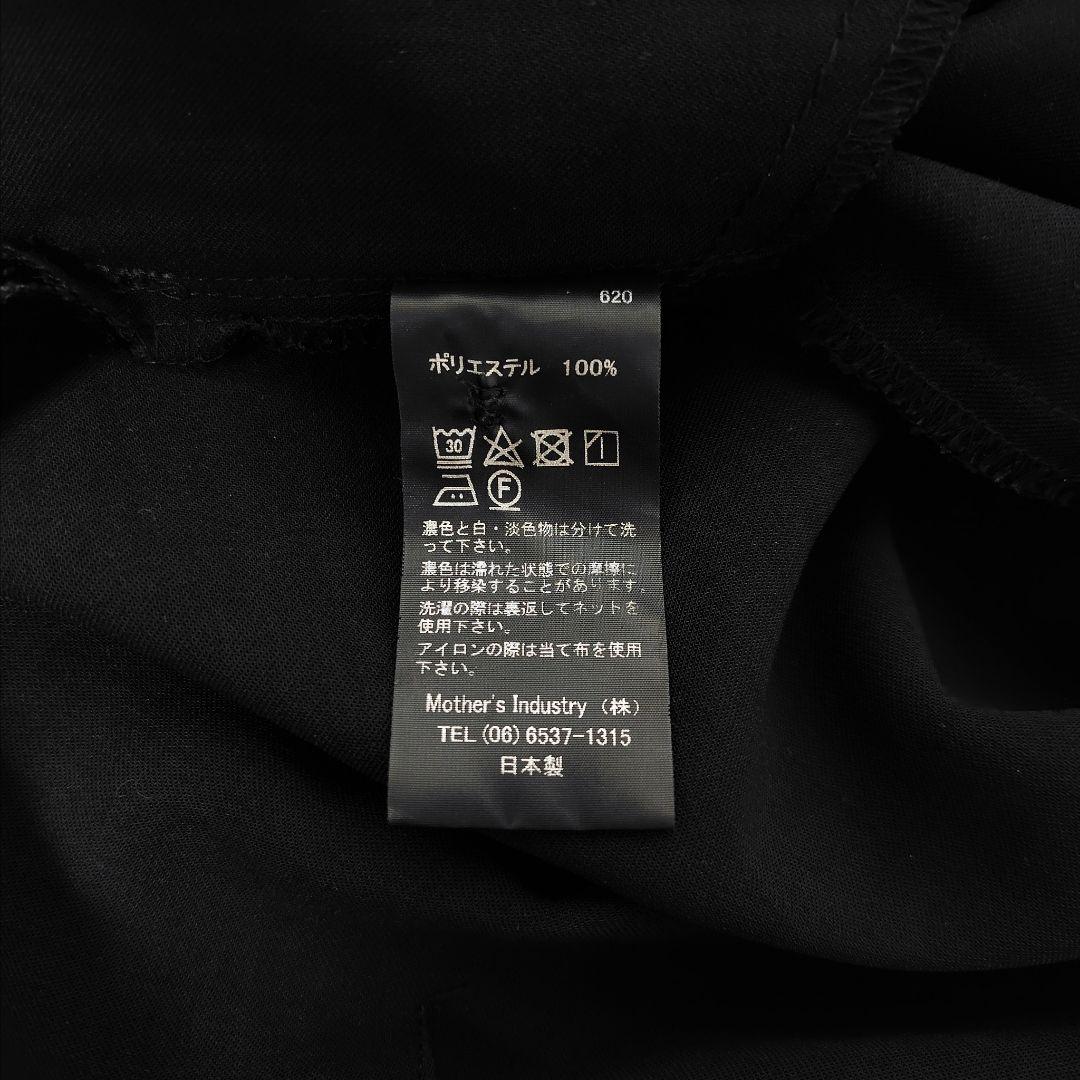 620
ポリエステル 100%
30
F
濃色と白・淡色物は分けて洗
って下さい。
濃色は濡れた状態での摩擦に
より移染することがあります。
洗濯の際は裏返してネットを
使用下さい。
アイロンの際は当て布を使用
下さい。
Mother's Industry (株)
TEL (06) 6537-1315
日本製